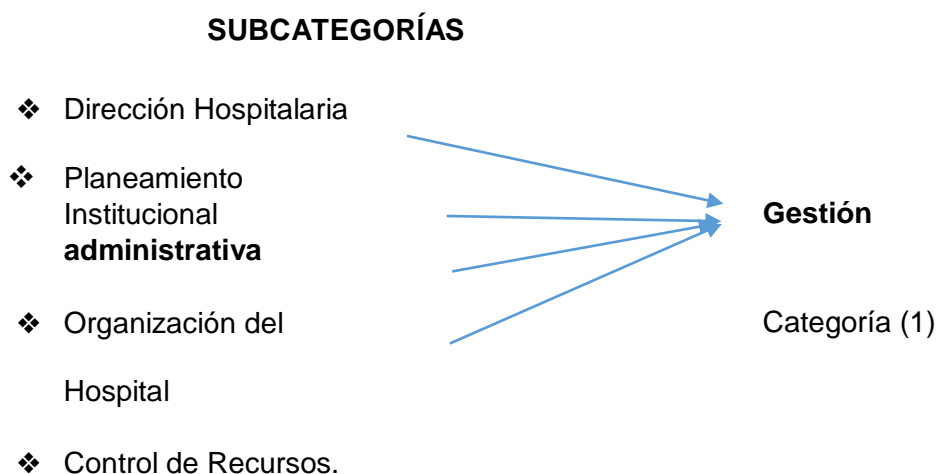 SUBCATEGORÍAS
❖ Dirección Hospitalaria
❖ Planeamiento
Institucional
administrativa
Gestión
❖ Organización del
Hospital
Categoría (1)
❖ Control de Recursos.